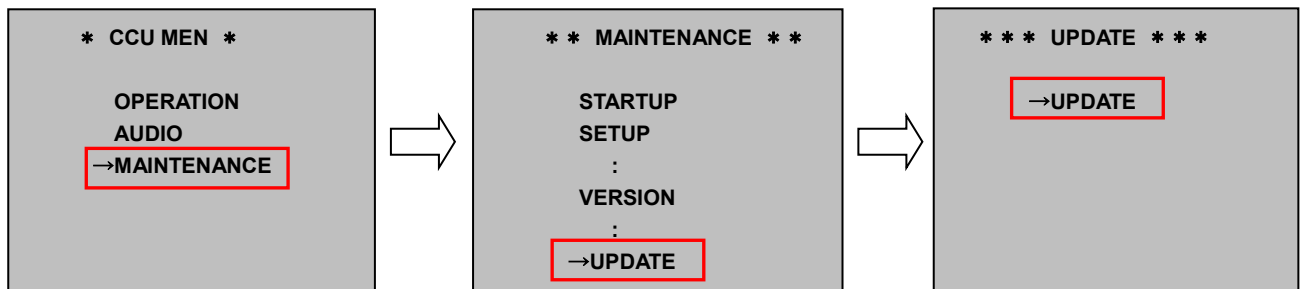 * CCU MEN *
OPERATION
AUDIO
→MAINTENANCE
* * MAINTENANCE * *
STARTUP
SETUP
:
VERSION
:
→UPDATE
* * * UPDATE * * *
→UPDATE